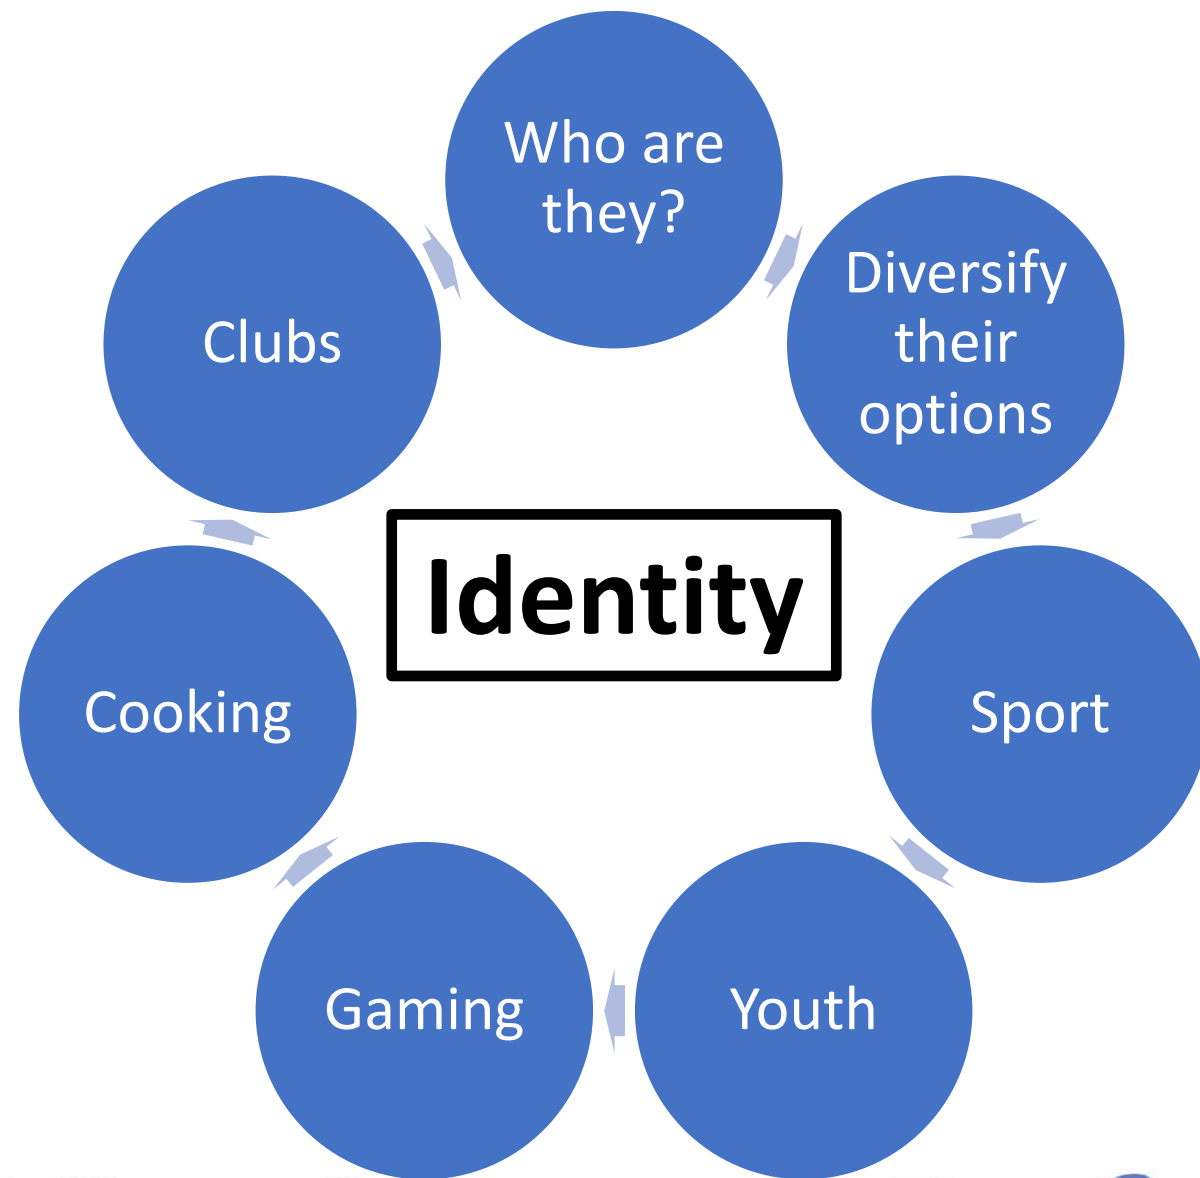 Who are
they?
Diversify
their
options
Sport
Youth
Gaming
Cooking
Clubs
Identity